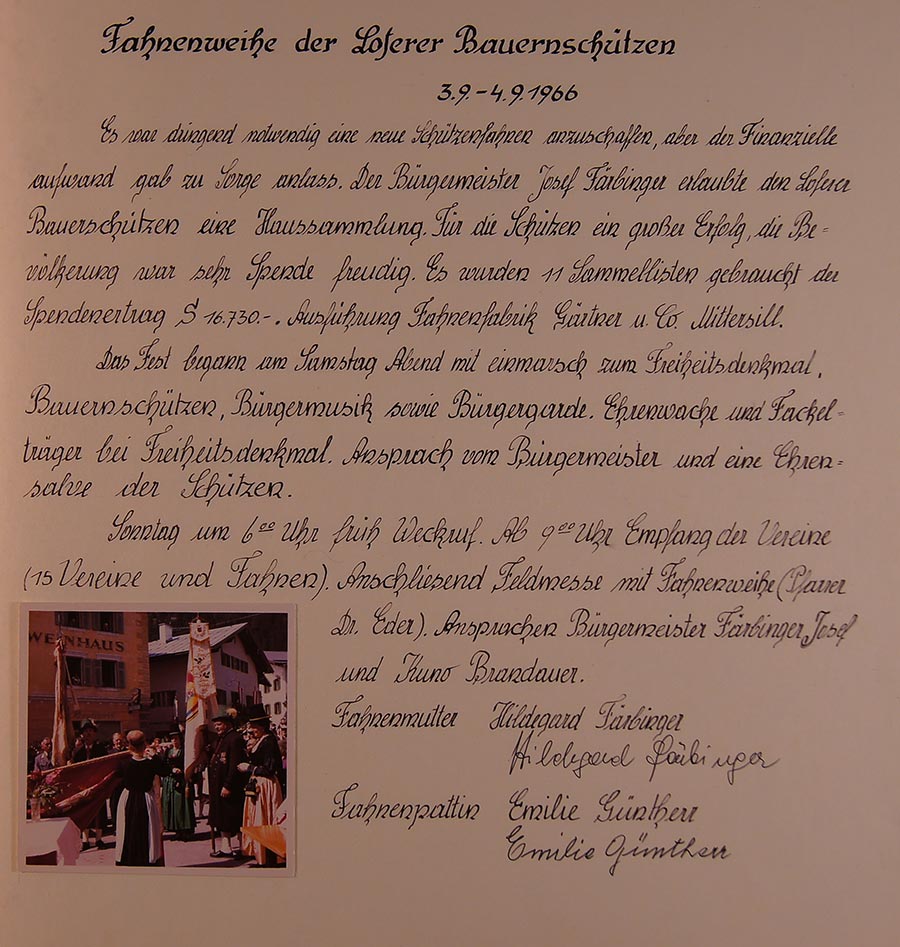 Fahnenweihe der Loferer Bauernschützen
3.9.-4.9.1966
Es war dringend notwendig eine neue Schützenfahnen anzuschaffen, aber der Finanzielle
aufwand gab zu Sorge anlass. Der Bürgermeister Josef Färbinger erlaubte den Loferer
Bauerschützen eine Haussammlung. Für die Schützen ein großer Erfolg, die Be=
völkerung war sehr Spende freudig. Es wurden 11 Sammellisten gebraucht der
Spendenertrag S 16.730.-. Ausführung Fahnenfabrik Gärtner u. Co. Mittersill.
Das Fest begann am Samstag Abend mit einmarsch zum Freiheitsdenkmal,
Bauernschützen, Bürgermusik sowie Bürgergarde. Ehrenwache und Fackel=
träger bei Freiheitsdenkmal. Ansprach vom Bürgermeister und eine Ehren=
salve der Schützen.
Sonntag um 6⁰⁰ Uhr früh Weckruf. Ab 9⁰⁰ Uhr Empfang der Vereine
(15 Vereine und Fahnen). Anschliesend Feldmesse mit Fahnenweihe (Pfarrer
Dr. Eder). Ansprachen Bürgermeister Färbinger Josef
und Kuno Brandauer.
Fahnenmutter Hildegard Färbinger
Hildegard Färbinger
Fahnenpattin Emilie Güntherr
Emilie Güntherr
WEINHAUS